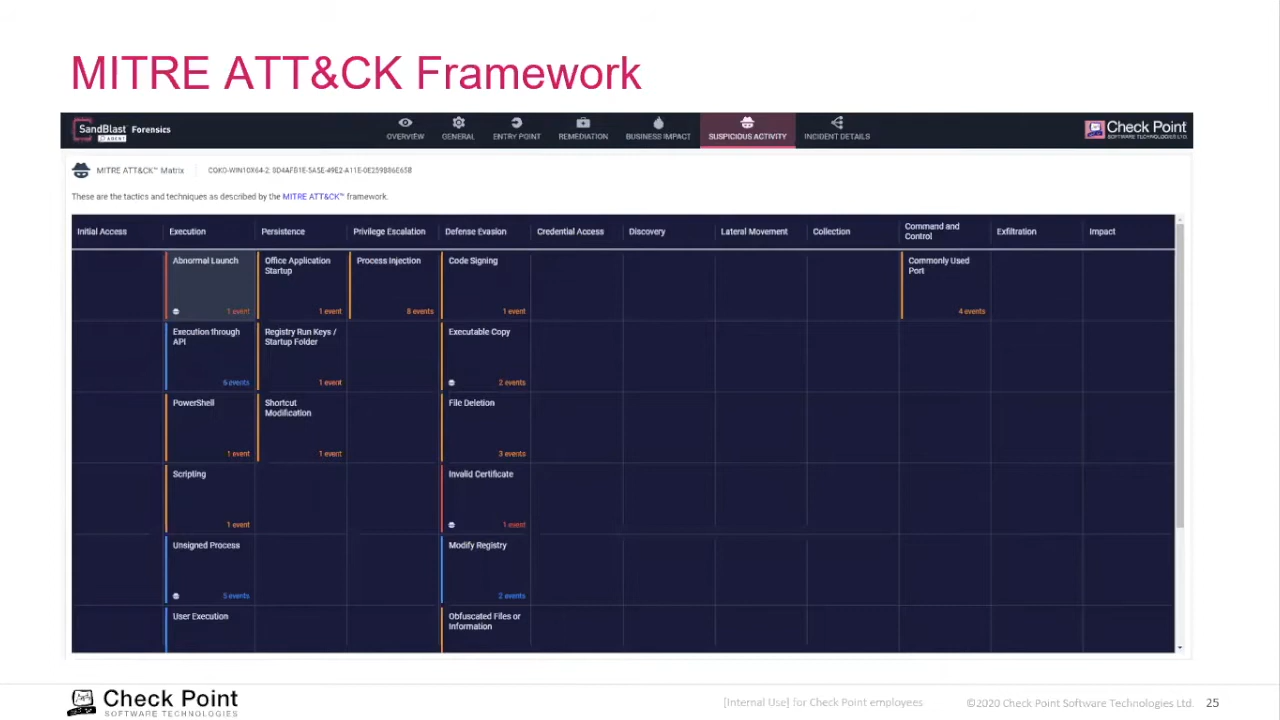 MITRE ATT&CK Framework
SandBlast Forensics
AGENT
OVERVIEW
GENERAL
ENTRY POINT
REMEDIATION
BUSINESS IMPACT
SUSPICIOUS ACTIVITY
INCIDENT DETAILS
Check Point
SOFTWARE TECHNOLOGIES LTD.
MITRE ATT&CK™ Matrix
These are the tactics and techniques as described by the MITRE ATT&CK™ framework.
Initial Access
Execution
Persistence
Privilege Escalation
Defense Evasion
Credential Access
Discovery
Lateral Movement
Collection
Command and
Control
Exfiltration
Impact
Abnormal Launch
1 event
Office Application
Startup
1 event
Process Injection
8 events
Code Signing
1 event
Commonly Used
Port
4 events
Execution through
API
6 events
Registry Run Keys /
Startup Folder
1 event
Executable Copy
2 events
PowerShell
1 event
Shortcut
Modification
1 event
File Deletion
3 events
Scripting
1 event
Invalid Certificate
1 event
Unsigned Process
5 events
Modify Registry
2 events
User Execution
Obfuscated Files or
Information
Check Point
SOFTWARE TECHNOLOGIES
[Internal Use] for Check Point employees
©2020 Check Point Software Technologies Ltd.
25